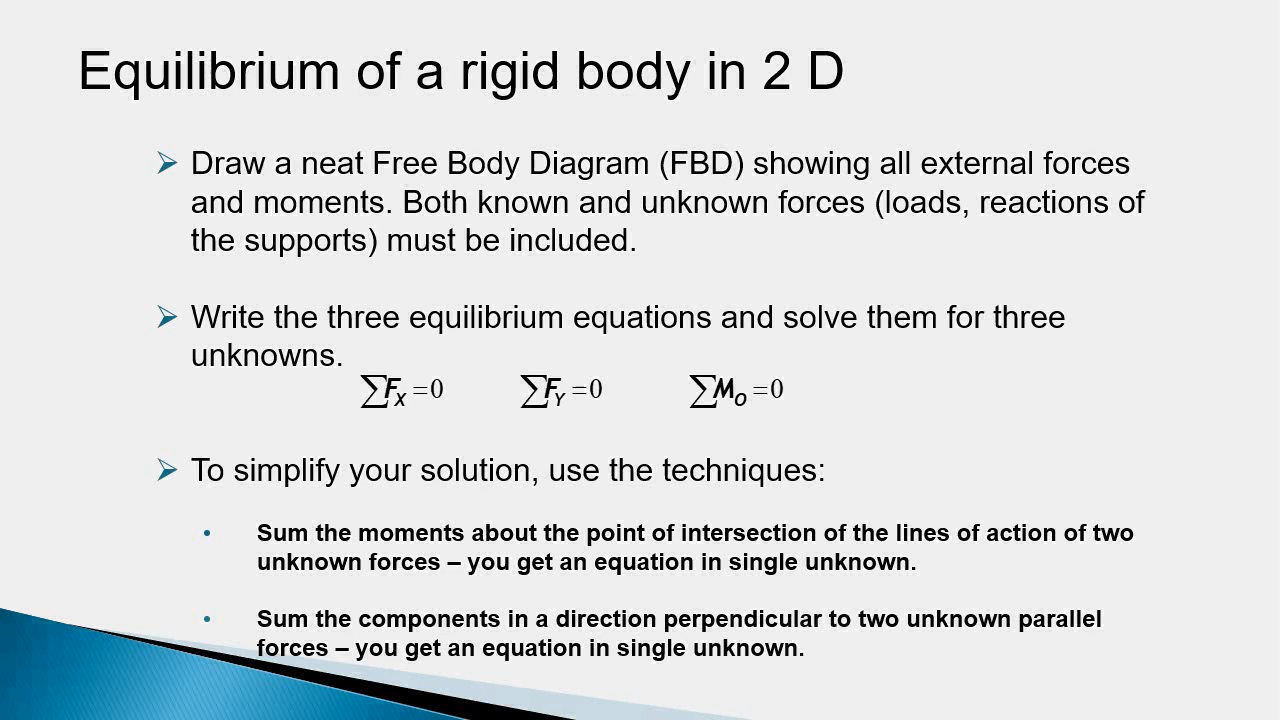 Equilibrium of a rigid body in 2 D
➢ Draw a neat Free Body Diagram (FBD) showing all external forces
and moments. Both known and unknown forces (loads, reactions of
the supports) must be included.
➢ Write the three equilibrium equations and solve them for three
unknowns.
∑F_X =0 ∑F_Y =0 ∑M_O =0
➢ To simplify your solution, use the techniques:
• Sum the moments about the point of intersection of the lines of action of two
unknown forces – you get an equation in single unknown.
• Sum the components in a direction perpendicular to two unknown parallel
forces – you get an equation in single unknown.